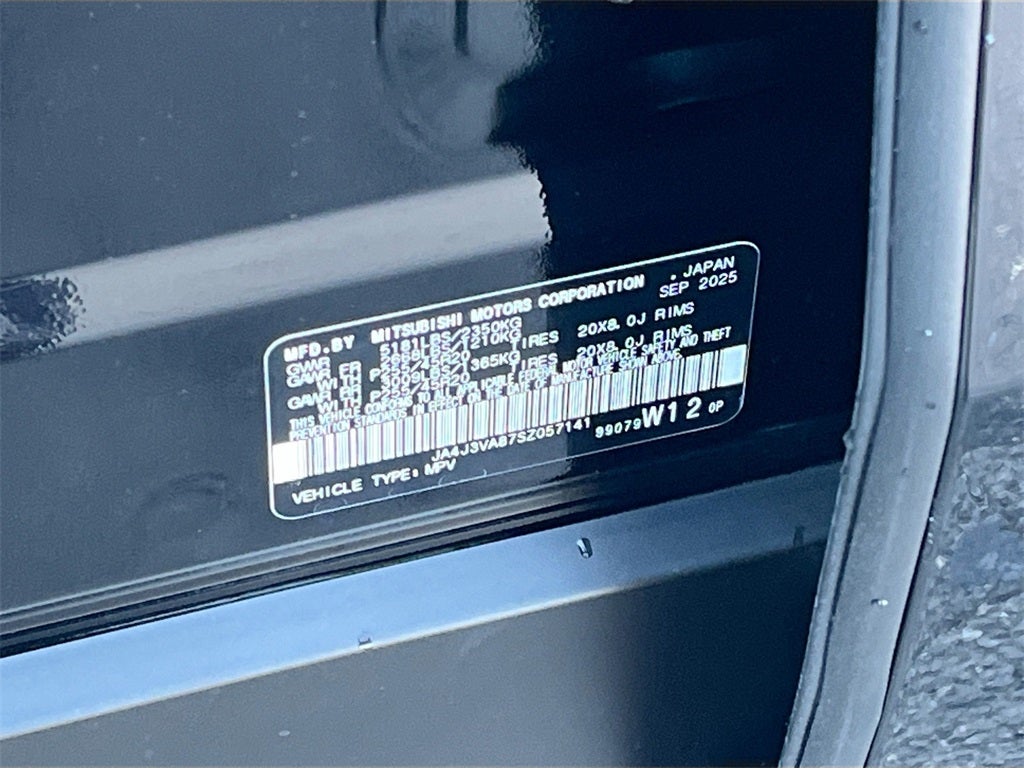 MFD.BY MITSUBISHI MOTORS CORPORATION . JAPAN
GVWR 5181LBS/2350KG SEP 2025
GAWR FR 2668LBS/1210KG
WITH P255/45R20 TIRES 20X8.0J RIMS
GAWR RR 3009LBS/1365KG
WITH P255/45R20 TIRES 20X8.0J RIMS
THIS VEHICLE CONFORMS TO ALL APPLICABLE FEDERAL MOTOR VEHICLE SAFETY AND THEFT
PREVENTION STANDARDS IN EFFECT ON THE DATE OF MANUFACTURE SHOWN ABOVE.
JA4J3VA87SZ057141 99079 W12 OP
VEHICLE TYPE: MPV